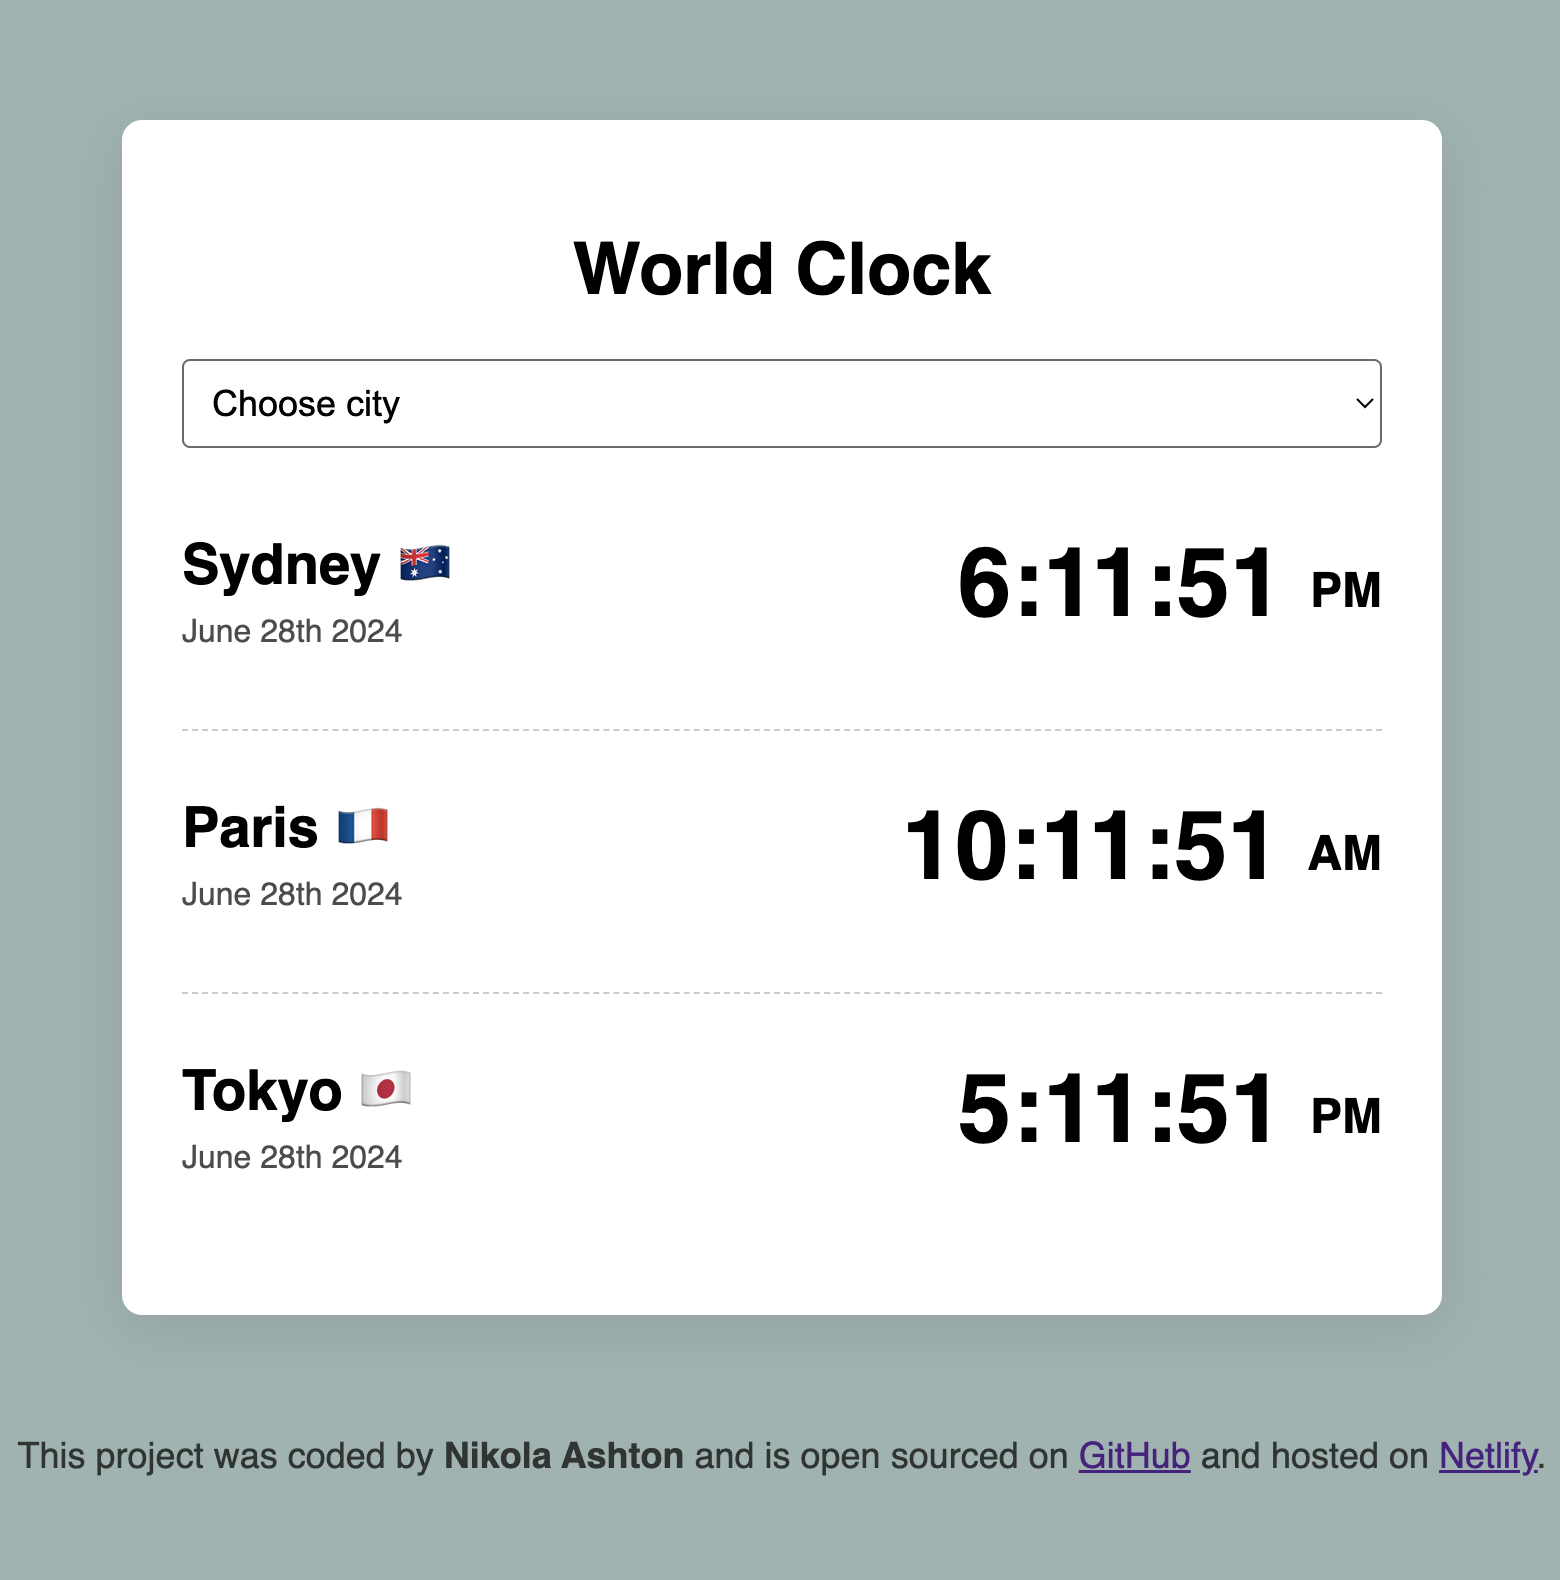 World Clock
Choose city
Sydney 🇦🇺
6:11:51 PM
June 28th 2024
Paris 🇫🇷
10:11:51 AM
June 28th 2024
Tokyo 🇯🇵
5:11:51 PM
June 28th 2024
This project was coded by Nikola Ashton and is open sourced on GitHub and hosted on Netlify.